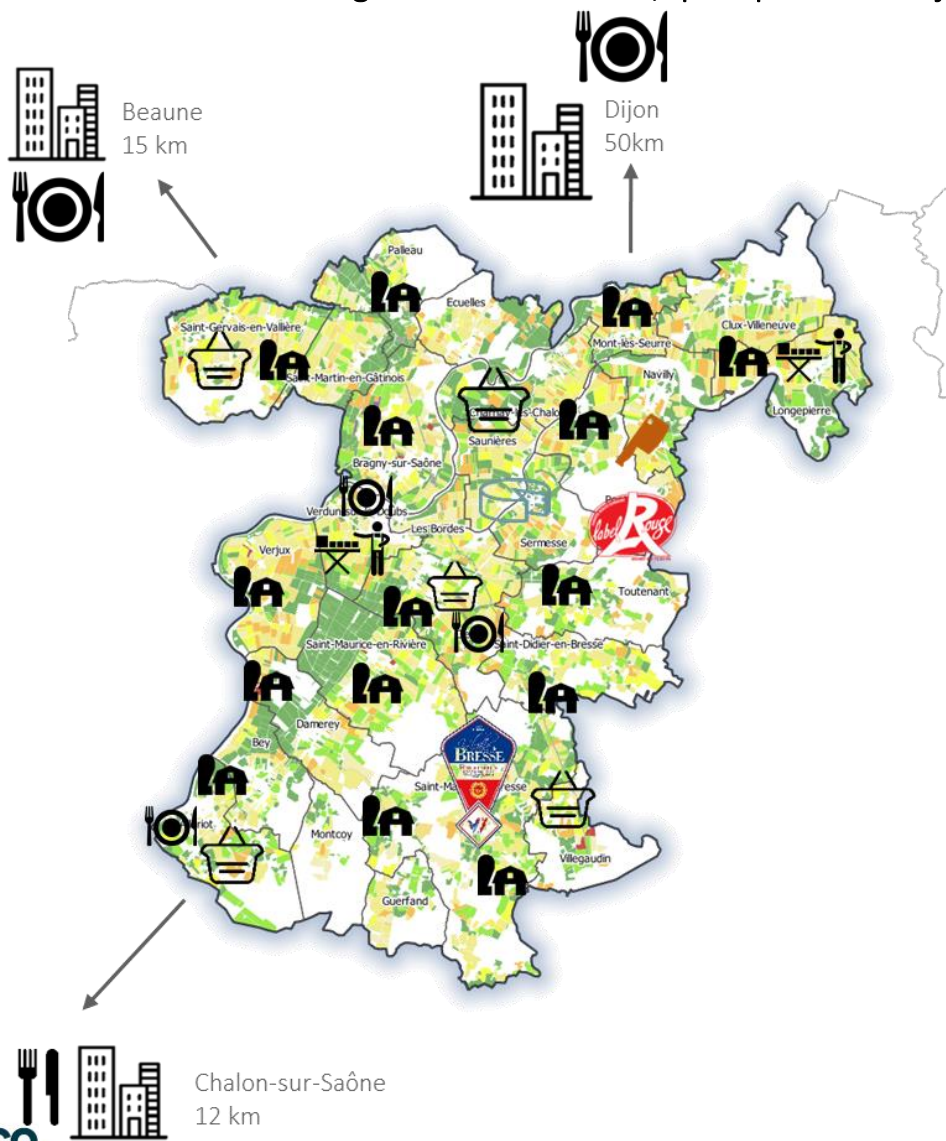 Beaune
15 km
Dijon
50km
Palleau
Ecuelles
Saint-Gervais-en-Vallière
Mont-lès-Seurre
Clux-Villeneuve
Saint-Martin-en-Gâtinois
Navilly
Longepierre
Saunières
Bragny-sur-Saône
Les Bordes
label Rouge
Sermesse
Verjux
Toutenant
Saint-Maurice-en-Rivière
Saint-Didier-en-Bresse
Damerey
Bey
BRESSE
Montcoy
Villegaudin
Guerfand
Chalon-sur-Saône
12 km